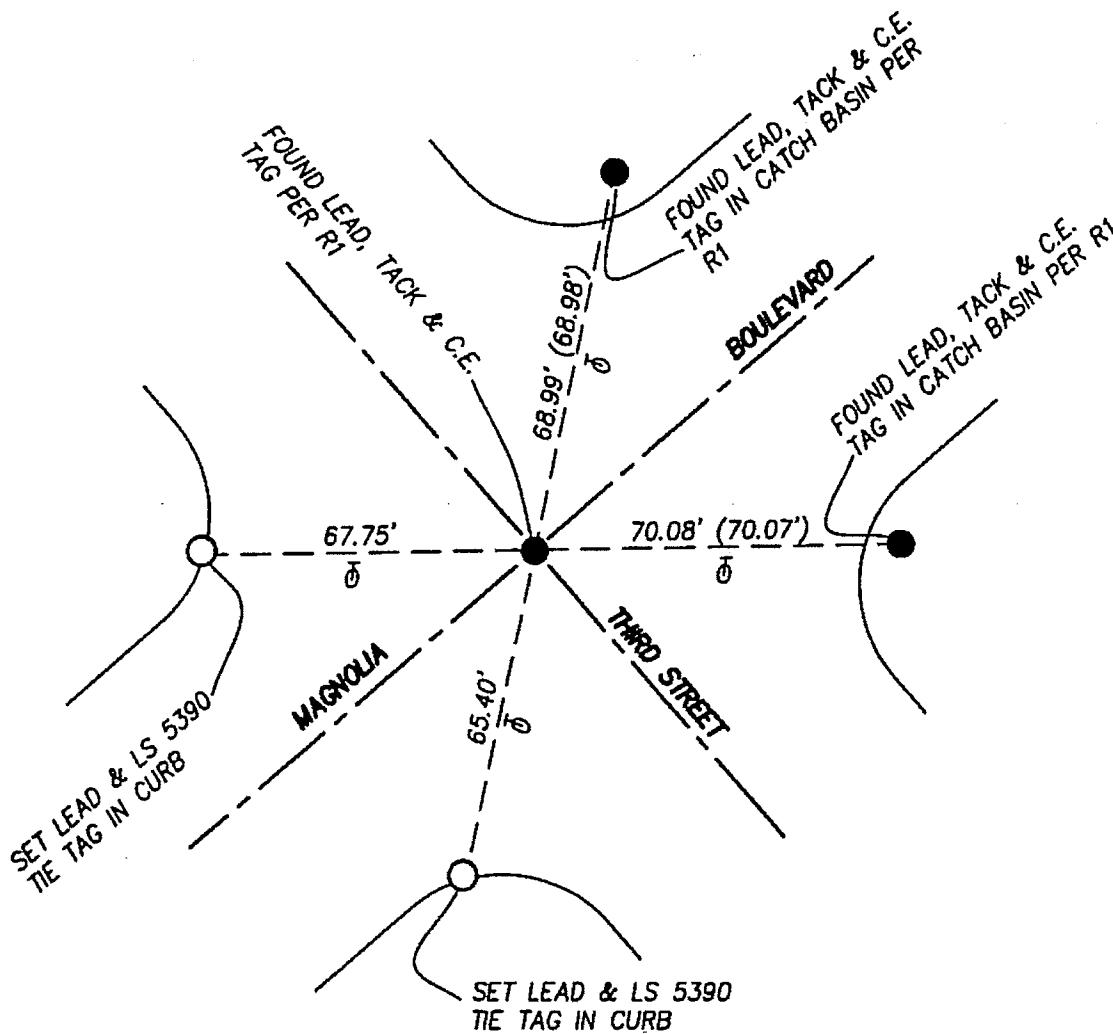 FOUND LEAD, TACK & C.E.
TAG PER R1
FOUND LEAD, TACK & C.E.
TAG IN CATCH BASIN PER
R1
FOUND LEAD, TACK & C.E.
TAG IN CATCH BASIN PER R1
68.99' (68.98')
BOULEVARD
67.75'
70.08' (70.07')
MAGNOLIA
THIRD STREET
65.40'
SET LEAD & LS 5390
TIE TAG IN CURB
SET LEAD & LS 5390
TIE TAG IN CURB